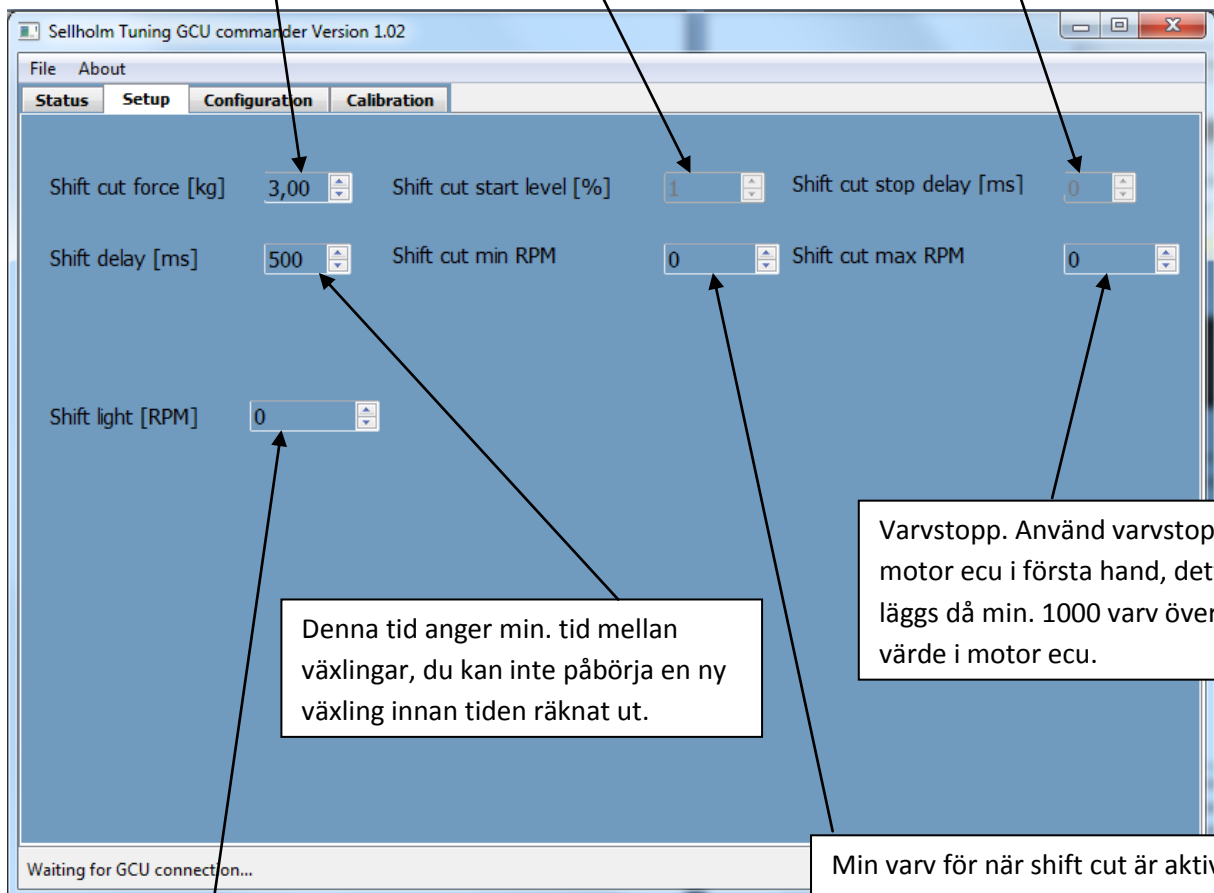 Sellholm Tuning GCU commander Version 1.02
File About
Status Setup Configuration Calibration
Shift cut force [kg] 3,00 Shift cut start level [%] 1 Shift cut stop delay [ms] 0
Shift delay [ms] 500 Shift cut min RPM 0 Shift cut max RPM 0
Shift light [RPM] 0
Varvstopp. Använd varvstop
motor ecu i första hand, det
läggs då min. 1000 varv över
värde i motor ecu.
Denna tid anger min. tid mellan
växlingar, du kan inte påbörja en ny
växling innan tiden räknat ut.
Min varv för när shift cut är aktiv
Waiting for GCU connection...